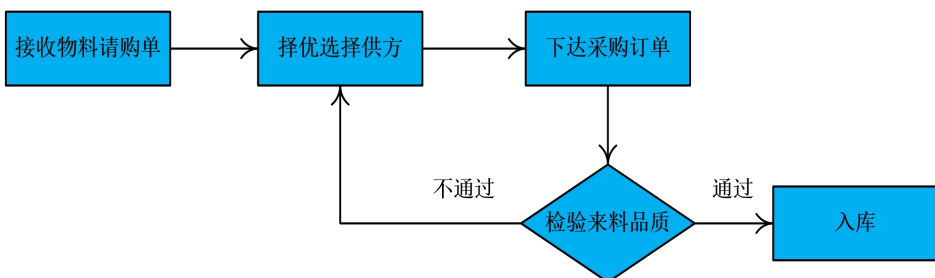 接收物料请购单
择优选择供方
下达采购订单
不通过
通过
检验来料品质
入库